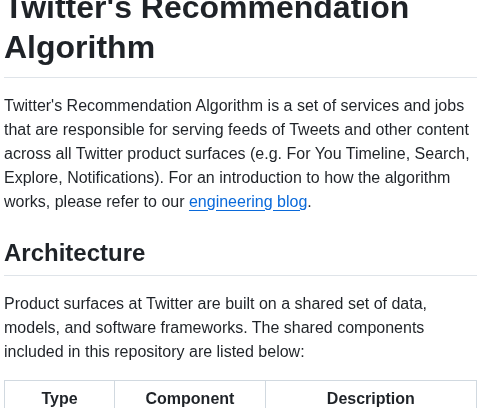 Twitter's Recommendation
Algorithm
Twitter's Recommendation Algorithm is a set of services and jobs
that are responsible for serving feeds of Tweets and other content
across all Twitter product surfaces (e.g. For You Timeline, Search,
Explore, Notifications). For an introduction to how the algorithm
works, please refer to our engineering blog.
Architecture
Product surfaces at Twitter are built on a shared set of data,
models, and software frameworks. The shared components
included in this repository are listed below:
Type Component Description